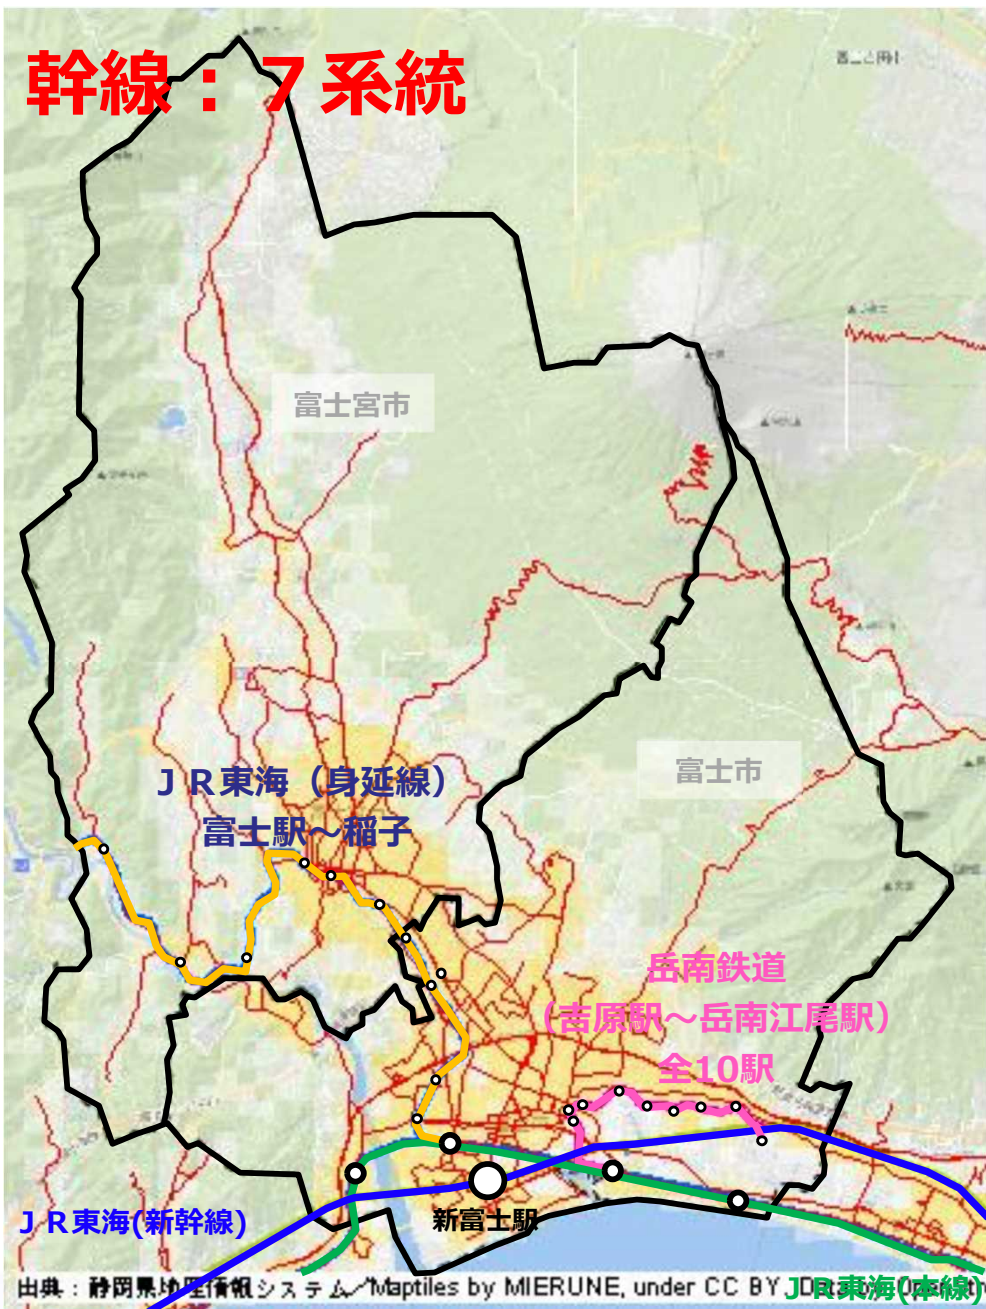 幹線：７系統
富士宮市
富士市
ＪＲ東海（身延線）
富士駅～稲子
岳南鉄道
（吉原駅～岳南江尾駅）
全10駅
ＪＲ東海(新幹線)
新富士駅
出典：静岡県地理情報システム／Maptiles by MIERUNE, under CC BY.
ＪＲ東海(本線)